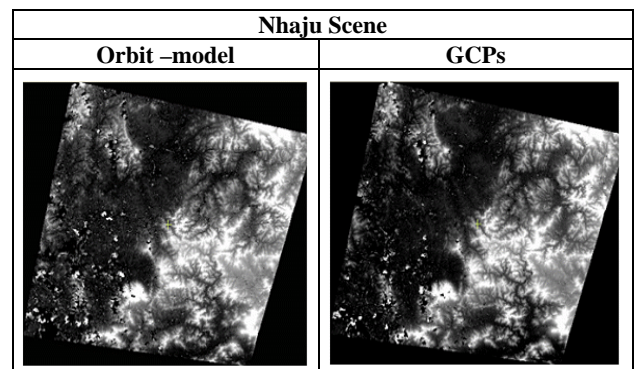 Nhaju Scene
Orbit –model
GCPs